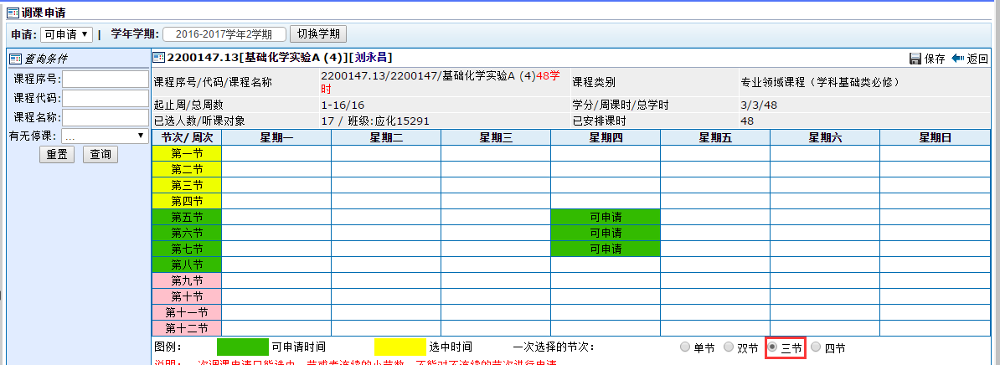 调课申请
申请: 可申请 | 学年学期: 2016-2017学年2学期 切换学期
查询条件
课程序号:
课程代码:
课程名称:
有无停课: ...
重置 查询
2200147.13[基础化学实验A (4)][刘永昌] 保存 返回
课程序号/代码/课程名称 2200147.13/2200147/基础化学实验A (4)48学时 课程类别 专业领域课程（学科基础类必修）
起止周/总周数 1-16/16 学分/周课时/总学时 3/3/48
已选人数/听课对象 17 / 班级:应化15291 已安排课时 48
节次/周次 星期一 星期二 星期三 星期四 星期五 星期六 星期日
第一节
第二节
第三节
第四节
第五节 可申请
第六节 可申请
第七节 可申请
第八节
第九节
第十节
第十一节
第十二节
图例: 可申请时间 选中时间 一次选择的节次: 单节 双节 三节 四节
说明: 一次调课申请只能选中一节或者连续的小节数，不能对不连续的节次进行申请